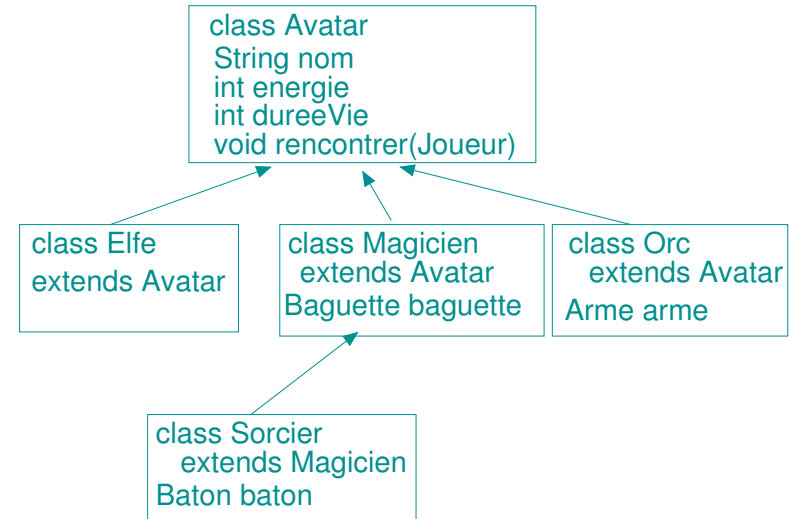 class Avatar
String nom
int energie
int dureeVie
void rencontrer(Joueur)
class Elfe
extends Avatar
class Magicien
extends Avatar
Baguette baguette
class Orc
extends Avatar
Arme arme
class Sorcier
extends Magicien
Baton baton